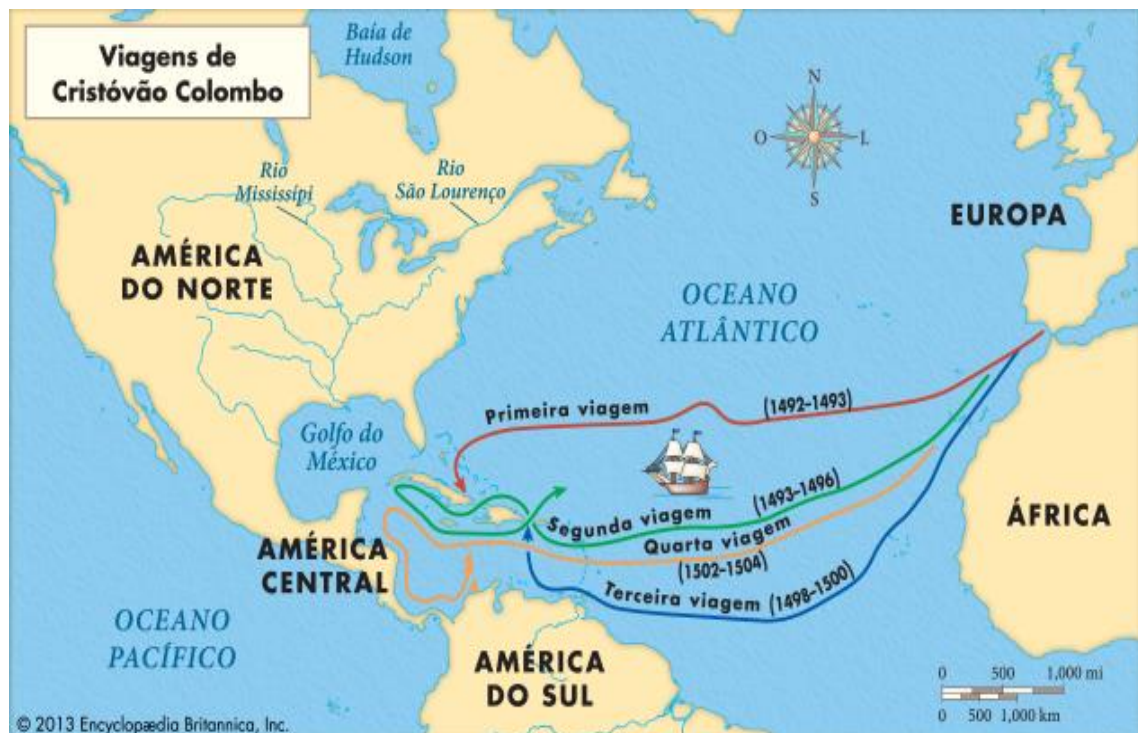 Viagens de
Cristóvão Colombo
Baía de
Hudson
N
O
L
S
Rio
Mississípi
Rio
São Lourenço
EUROPA
AMÉRICA
DO NORTE
OCEANO
ATLÂNTICO
Primeira viagem (1492-1493)
Golfo do
México
Segunda viagem (1493-1496)
Quarta viagem
(1502-1504)
ÁFRICA
AMÉRICA
CENTRAL
Terceira viagem (1498-1500)
OCEANO
PACÍFICO
AMÉRICA
DO SUL
0 500 1,000 mi
0 500 1,000 km
© 2013 Encyclopædia Britannica, Inc.